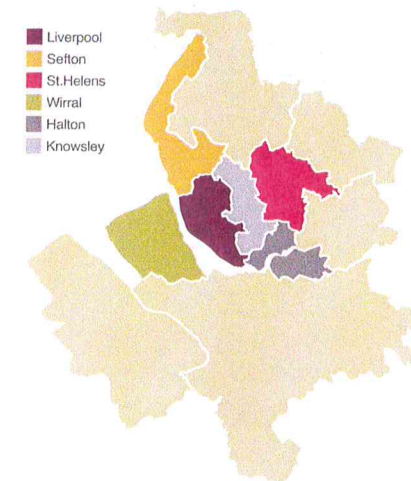 Liverpool
Sefton
St.Helens
Wirral
Halton
Knowsley